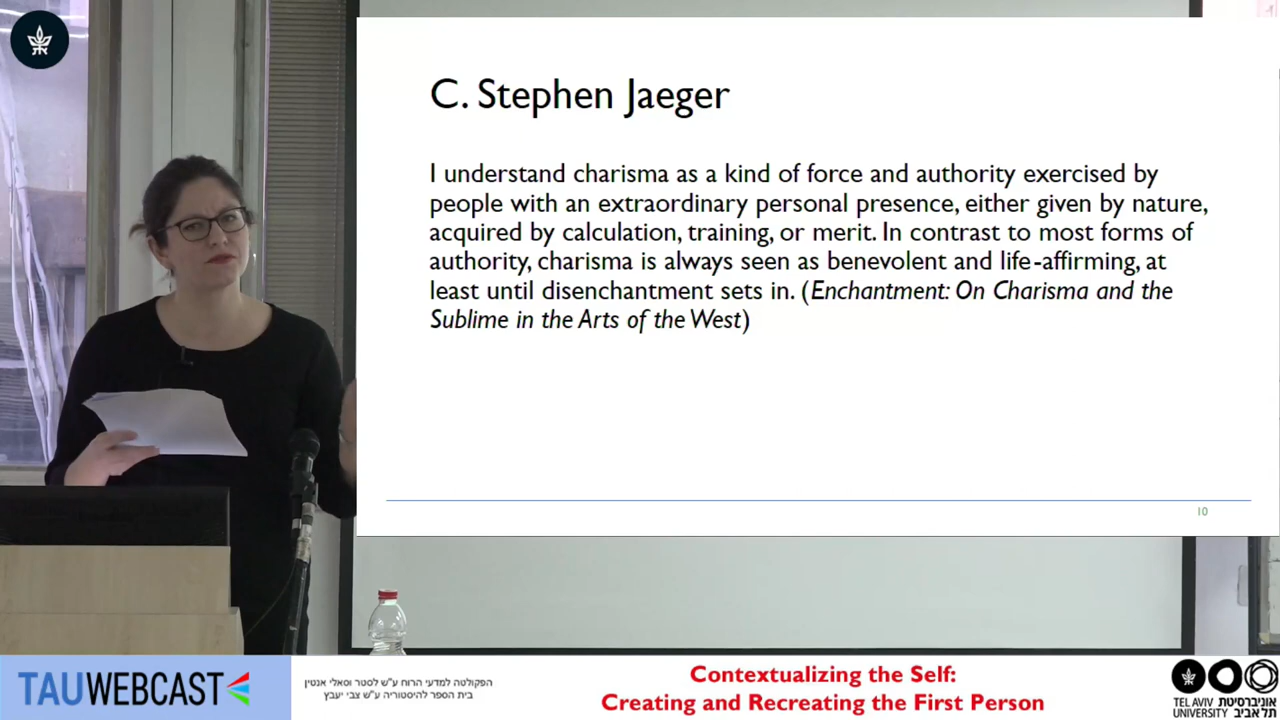 C. Stephen Jaeger
I understand charisma as a kind of force and authority exercised by
people with an extraordinary personal presence, either given by nature,
acquired by calculation, training, or merit. In contrast to most forms of
authority, charisma is always seen as benevolent and life-affirming, at
least until disenchantment sets in. (Enchantment: On Charisma and the
Sublime in the Arts of the West)
10
TAUWEBCAST
הפקולטה למדעי הרוח ע"ש לסטר וסאלי אנטין
בית הספר להיסטוריה ע"ש צבי יעבץ
Contextualizing the Self:
Creating and Recreating the First Person
TEL AVIV אוניברסיטת
UNIVERSITY תל אביב